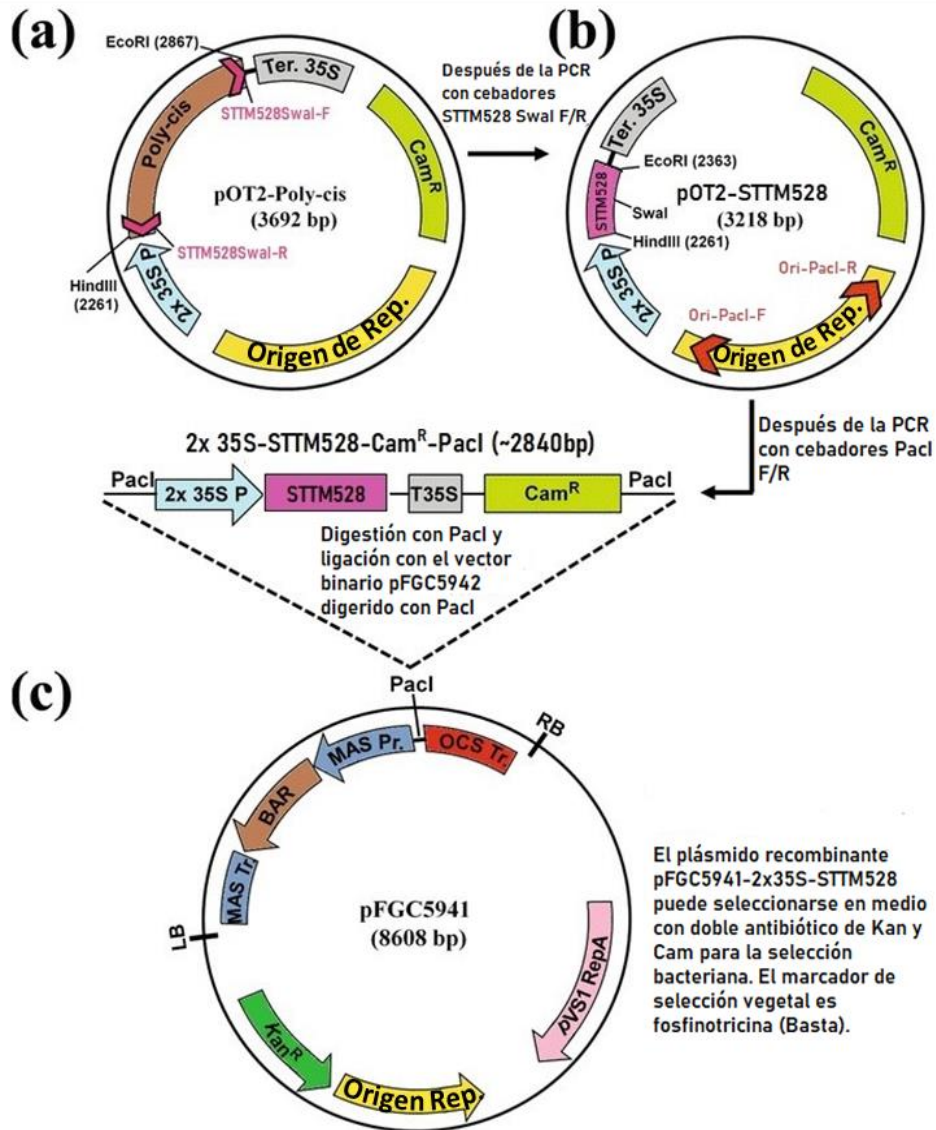 (a)
EcoRI (2867)
Ter. 35S
Poly-cis
STTM528SwaI-F
CamR
pOT2-Poly-cis
(3692 bp)
STTM528SwaI-R
HindIII
(2261)
2x 35S P
Origen de Rep.
Después de la PCR
con cebadores
STTM528 SwaI F/R
(b)
Ter. 35S
CamR
EcoRI (2363)
STTM528
pOT2-STTM528
(3218 bp)
SwaI
HindIII (2261)
2x 35S P
Ori-PacI-R
Ori-PacI-F
Origen de Rep.
Después de la PCR
con cebadores PacI
F/R
2x 35S-STTM528-CamR-PacI (~2840bp)
PacI
2x 35S P
STTM528
T35S
CamR
PacI
Digestión con PacI y
ligación con el vector
binario pFGC5942
digerido con PacI
(c)
PacI
MAS Pr.
OCS Tr.
RB
BAR
MAS Tr.
LB
pFGC5941
(8608 bp)
pVS1 RepA
KanR
Origen Rep.
El plásmido recombinante
pFGC5941-2x35S-STTM528
puede seleccionarse en medio
con doble antibiótico de Kan y
Cam para la selección
bacteriana. El marcador de
selección vegetal es
fosfinotricina (Basta).